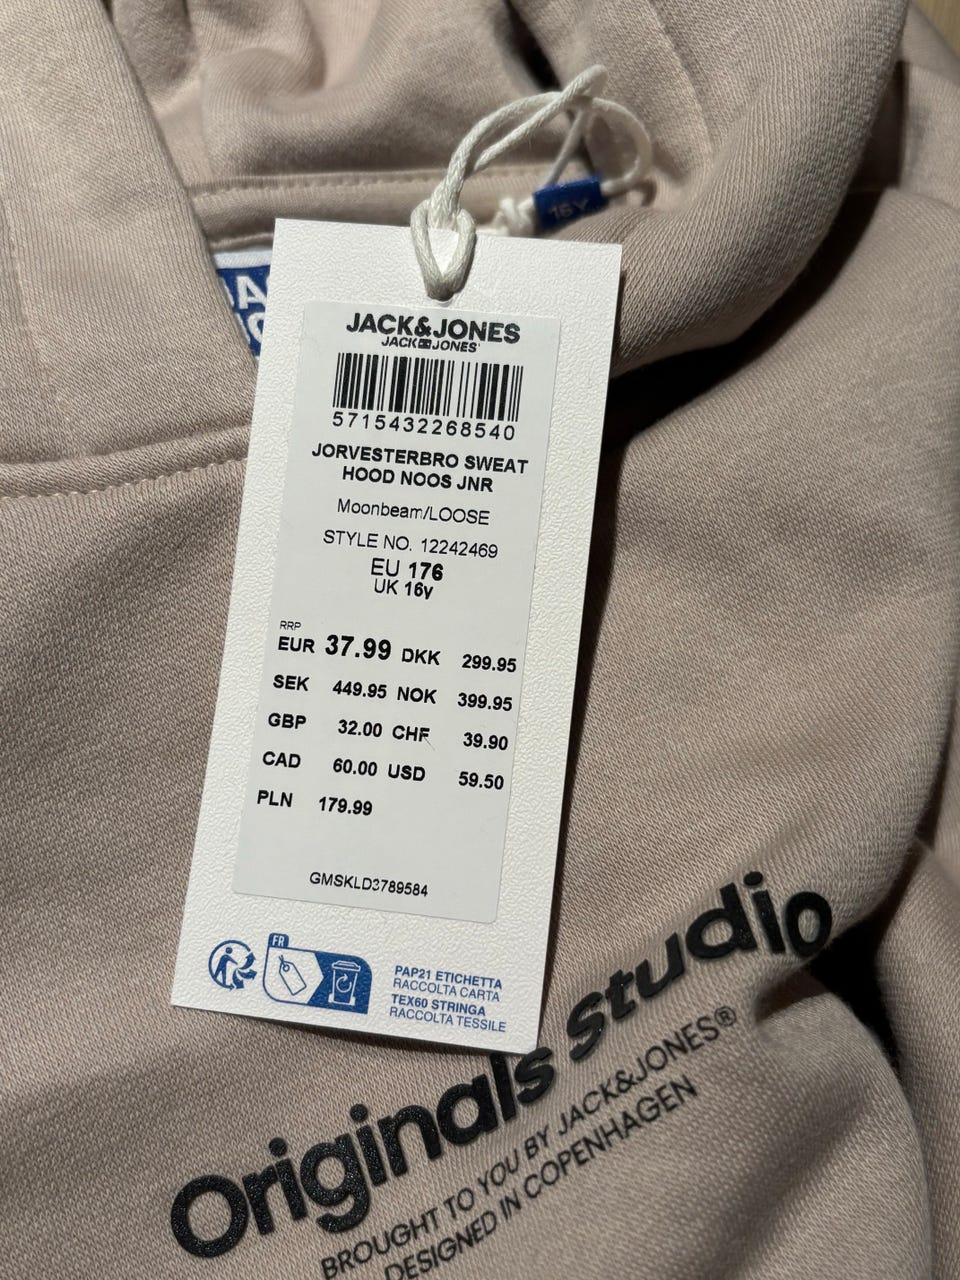 16Y
JACK&JONES
JACK&JONES
5715432268540
JORVESTERBRO SWEAT
HOOD NOOS JNR
Moonbeam/LOOSE
STYLE NO. 12242469
EU 176
UK 16y
RRP
EUR 37.99 DKK 299.95
SEK 449.95 NOK 399.95
GBP 32.00 CHF 39.90
CAD 60.00 USD 59.50
PLN 179.99
GMSKLD3789584
FR
PAP21 ETICHETTA
RACCOLTA CARTA
TEX60 STRINGA
RACCOLTA TESSILE
Originals studio
BROUGHT TO YOU BY JACK&JONES®
DESIGNED IN COPENHAGEN